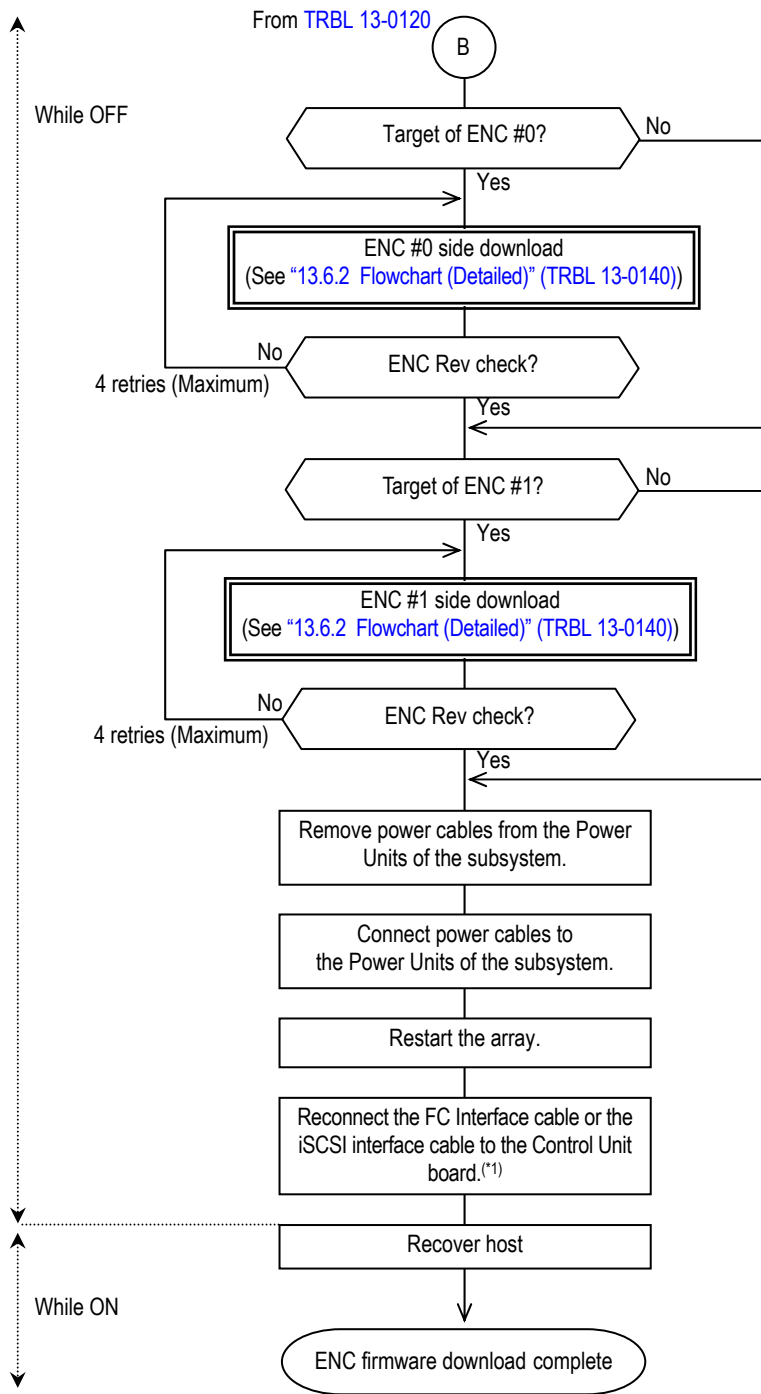 From TRBL 13-0120
B
While OFF
Target of ENC #0?
No
Yes
ENC #0 side download
(See “13.6.2 Flowchart (Detailed)” (TRBL 13-0140))
No
ENC Rev check?
4 retries (Maximum)
Yes
Target of ENC #1?
No
Yes
ENC #1 side download
(See “13.6.2 Flowchart (Detailed)” (TRBL 13-0140))
No
ENC Rev check?
4 retries (Maximum)
Yes
Remove power cables from the Power
Units of the subsystem.
Connect power cables to
the Power Units of the subsystem.
Restart the array.
Reconnect the FC Interface cable or the
iSCSI interface cable to the Control Unit
board.(*1)
Recover host
While ON
ENC firmware download complete